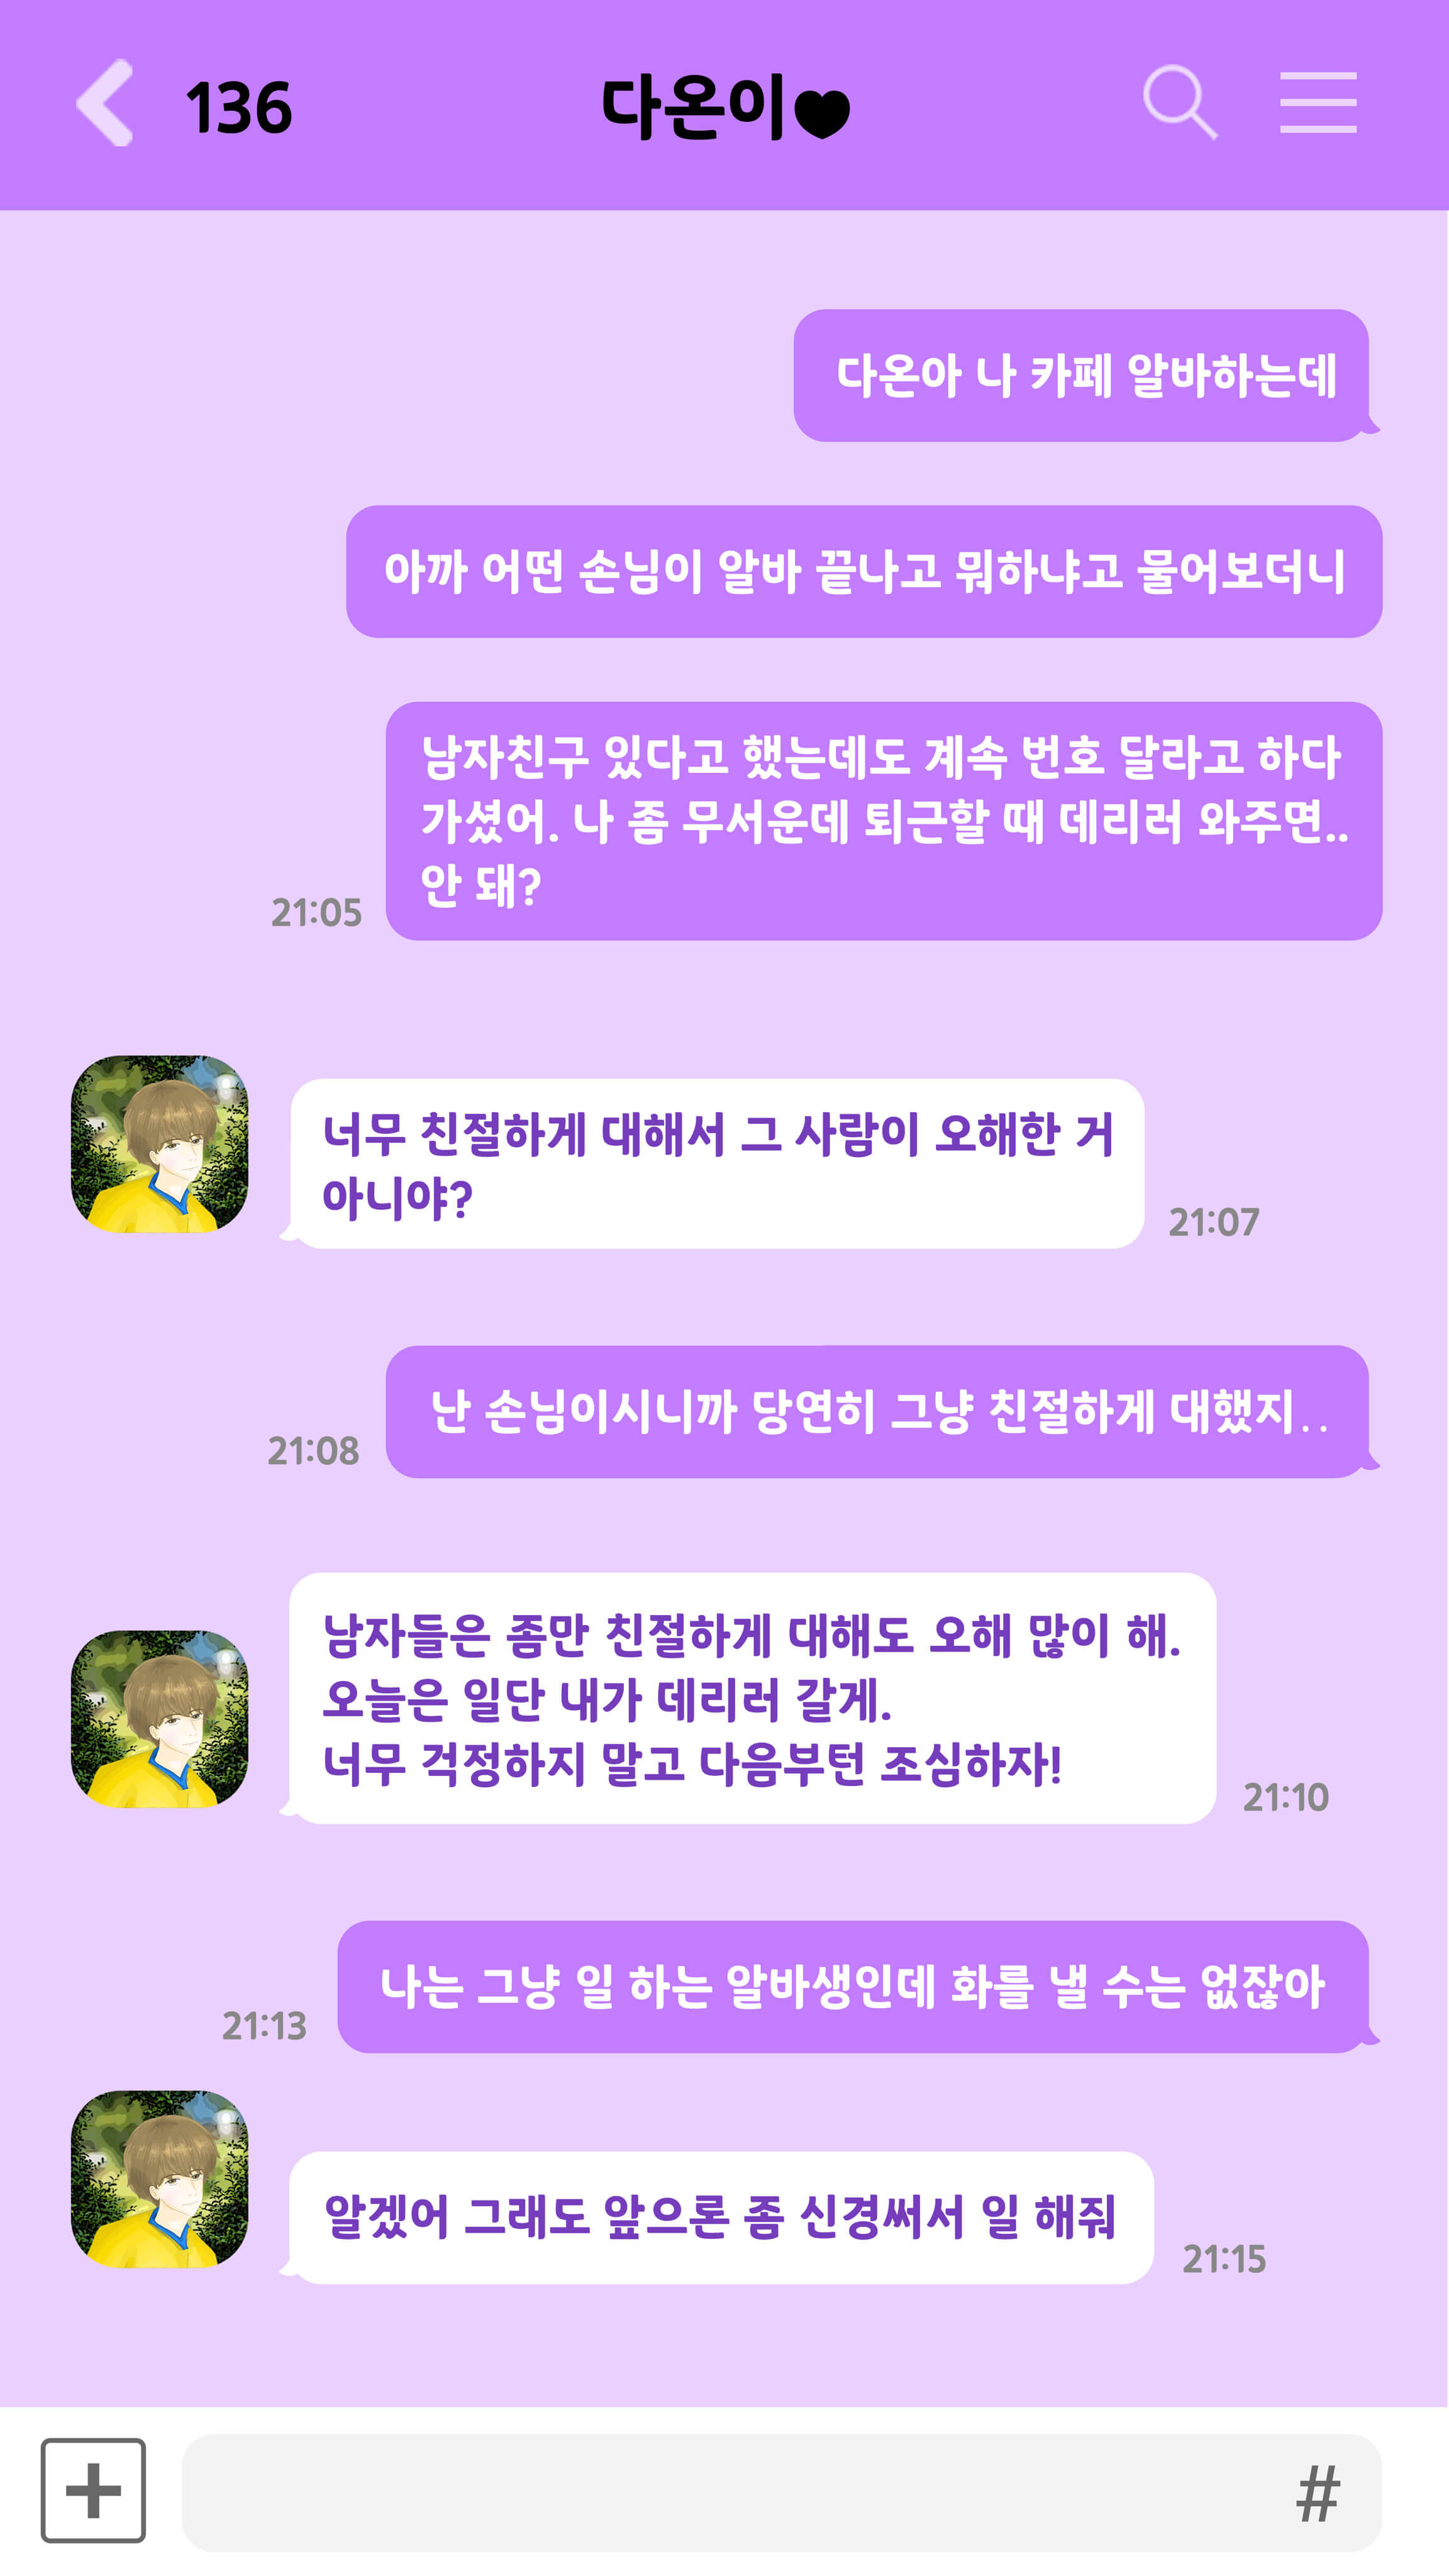 136 다온이♥
다온아 나 카페 알바하는데
아까 어떤 손님이 알바 끝나고 뭐하냐고 물어보더니
남자친구 있다고 했는데도 계속 번호 달라고 하다
가셨어. 나 좀 무서운데 퇴근할 때 데리러 와주면..
안 돼?
21:05
너무 친절하게 대해서 그 사람이 오해한 거
아니야?
21:07
난 손님이시니까 당연히 그냥 친절하게 대했지..
21:08
남자들은 좀만 친절하게 대해도 오해 많이 해.
오늘은 일단 내가 데리러 갈게.
너무 걱정하지 말고 다음부턴 조심하자!
21:10
나는 그냥 일 하는 알바생인데 화를 낼 수는 없잖아
21:13
알겠어 그래도 앞으론 좀 신경써서 일 해줘
21:15
#